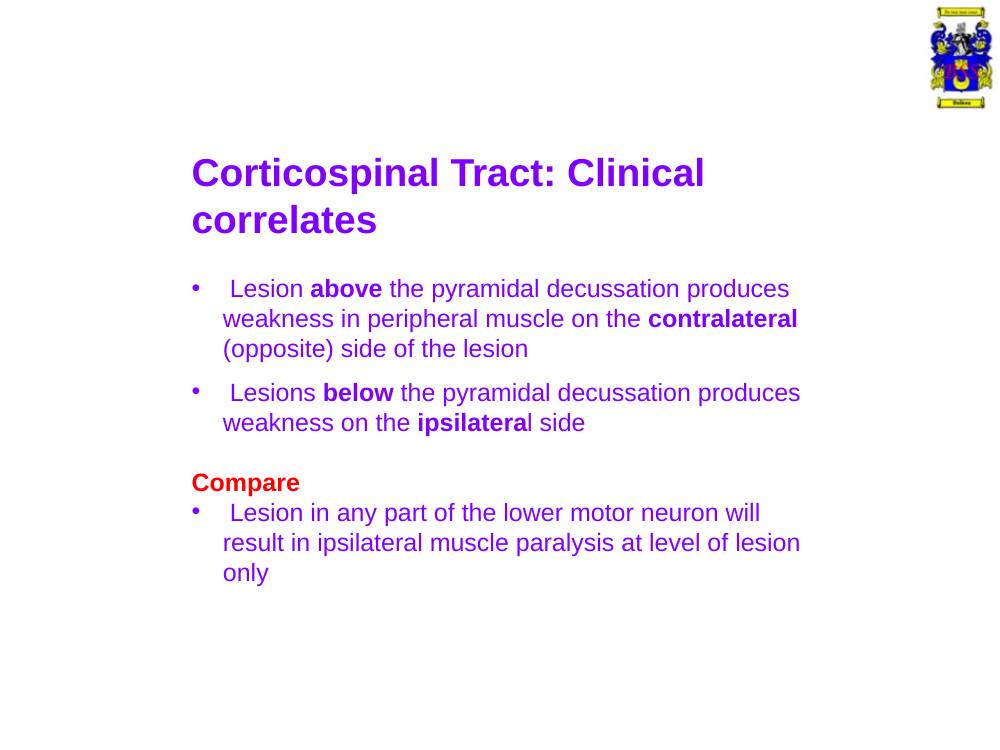 Corticospinal Tract: Clinical
correlates
• Lesion above the pyramidal decussation produces
weakness in peripheral muscle on the contralateral
(opposite) side of the lesion
• Lesions below the pyramidal decussation produces
weakness on the ipsilateral side
Compare
• Lesion in any part of the lower motor neuron will
result in ipsilateral muscle paralysis at level of lesion
only